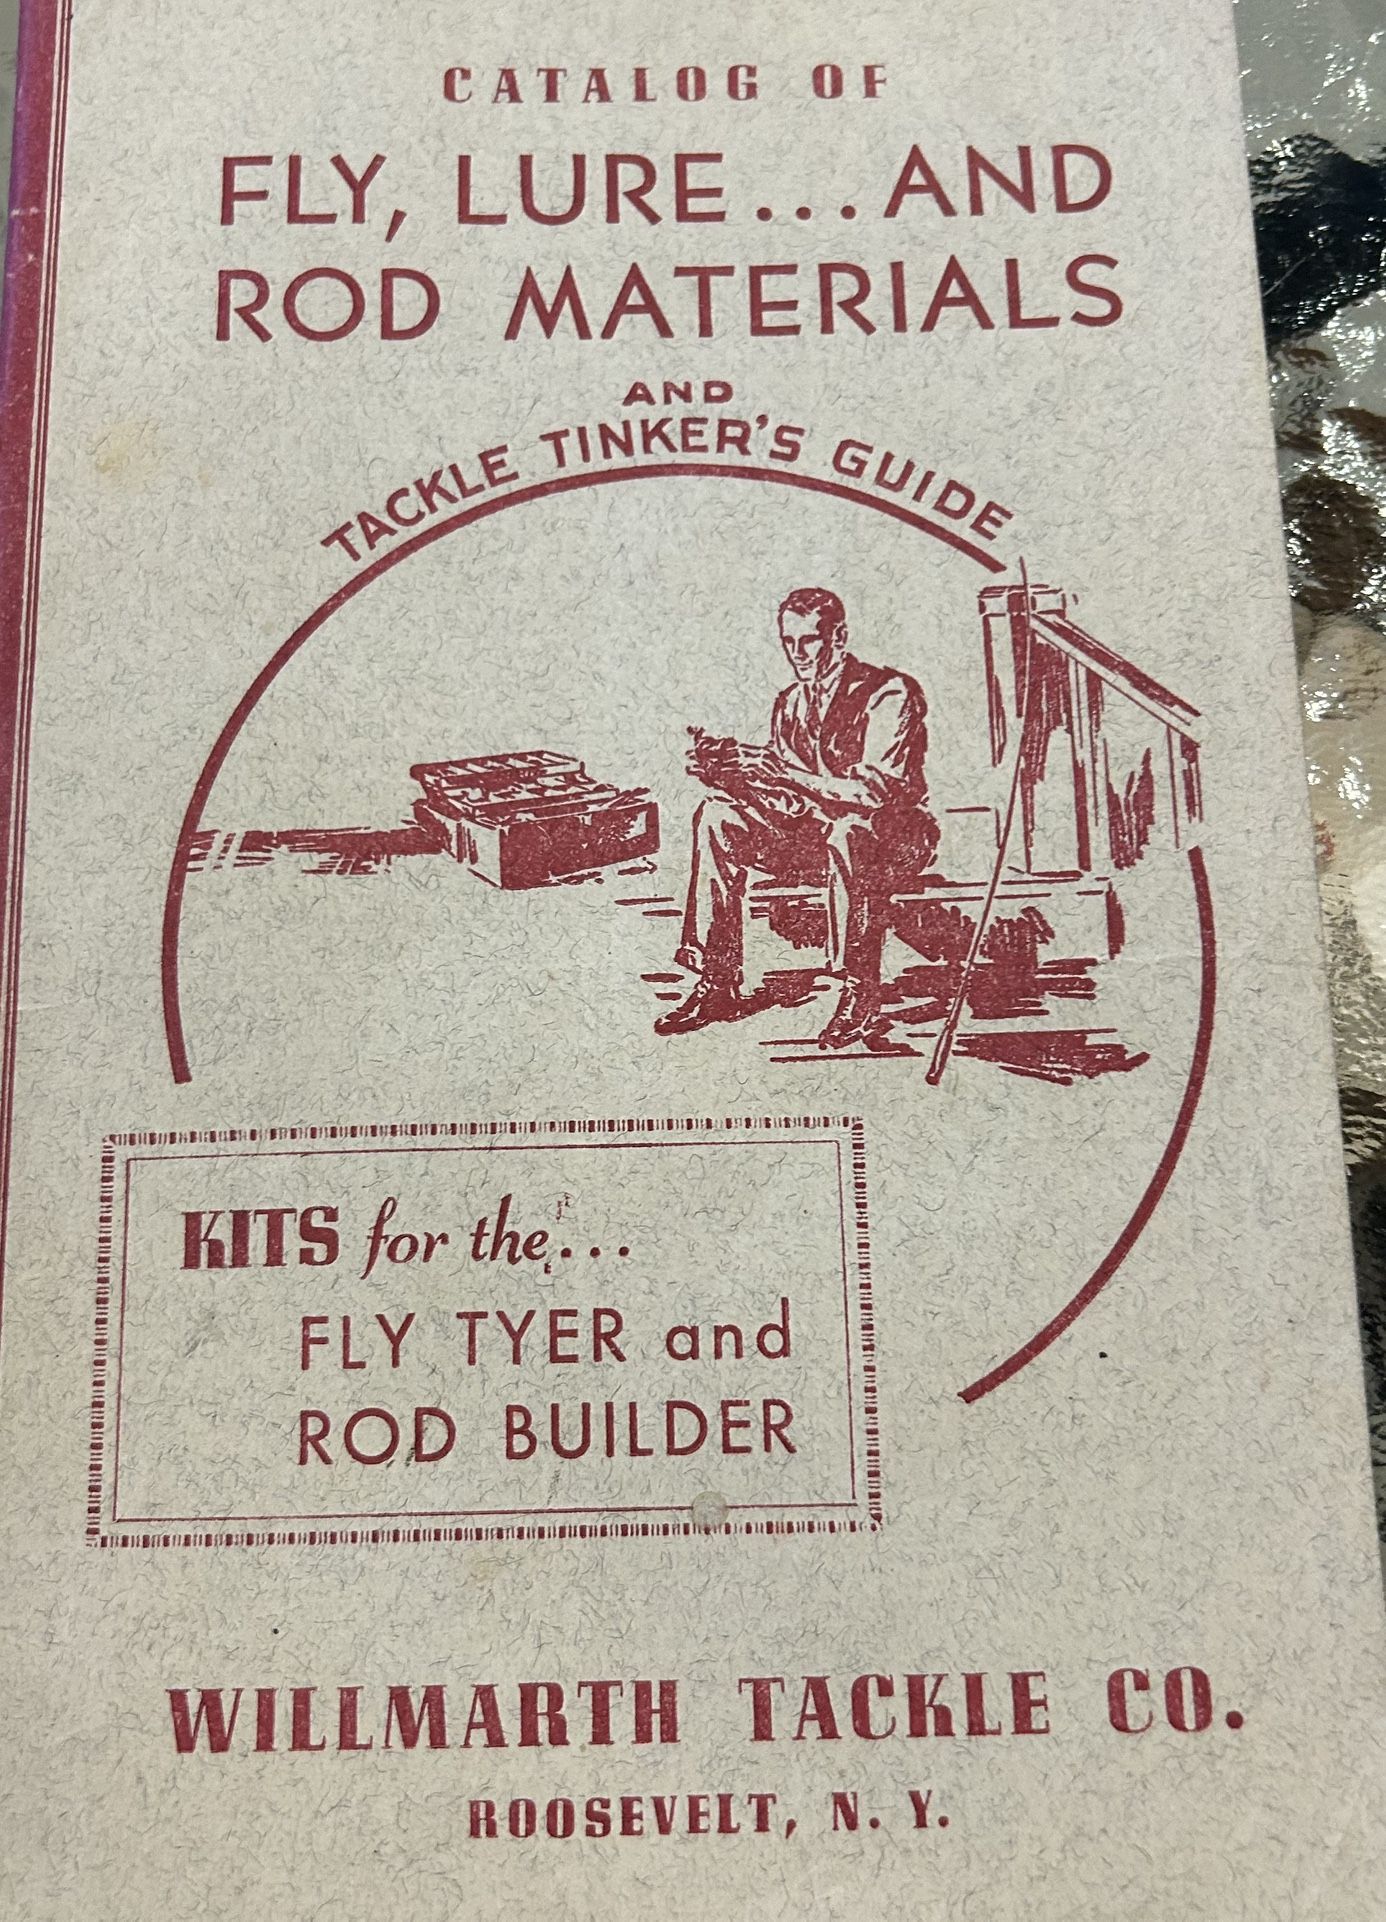 CATALOG OF
FLY, LURE...AND
ROD MATERIALS
AND
TACKLE TINKER'S GUIDE
KITS for the...
FLY TYER and
ROD BUILDER
WILLMARTH TACKLE CO.
ROOSEVELT, N. Y.